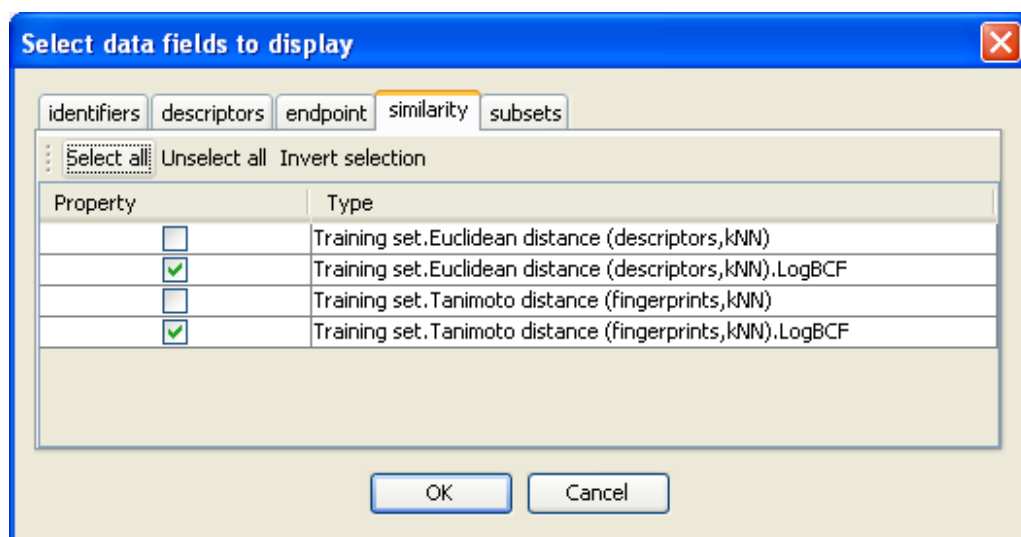 Select data fields to display
identifiers descriptors endpoint similarity subsets
Select all Unselect all Invert selection
Property Type
Training set.Euclidean distance (descriptors,kNN)
Training set.Euclidean distance (descriptors,kNN).LogBCF
Training set.Tanimoto distance (fingerprints,kNN)
Training set.Tanimoto distance (fingerprints,kNN).LogBCF
OK Cancel